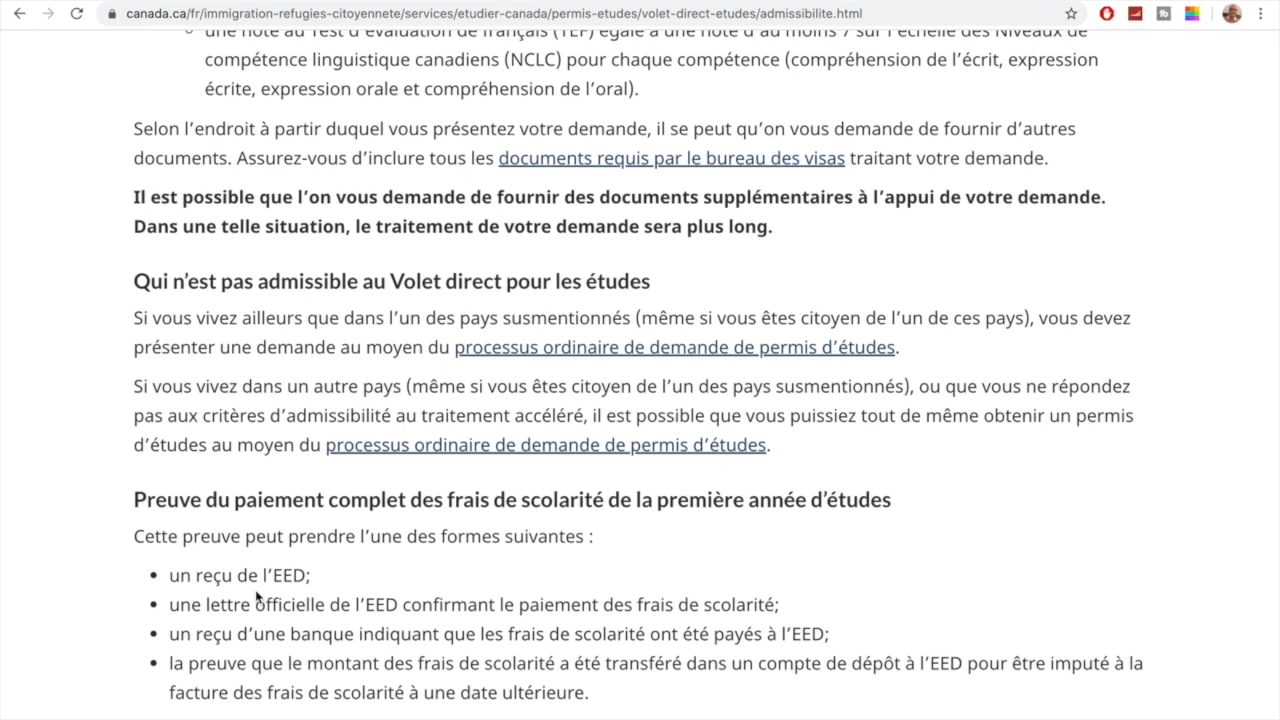 canada.ca/fr/immigration-refugies-citoyennete/services/etudier-canada/permis-etudes/volet-direct-etudes/admissibilite.html
une note au Test d'évaluation de français (TEF) égale à une note d'au moins 7 sur l'échelle des Niveaux de
compétence linguistique canadiens (NCLC) pour chaque compétence (compréhension de l'écrit, expression
écrite, expression orale et compréhension de l'oral).
Selon l'endroit à partir duquel vous présentez votre demande, il se peut qu'on vous demande de fournir d'autres
documents. Assurez-vous d'inclure tous les documents requis par le bureau des visas traitant votre demande.
Il est possible que l'on vous demande de fournir des documents supplémentaires à l'appui de votre demande.
Dans une telle situation, le traitement de votre demande sera plus long.
Qui n'est pas admissible au Volet direct pour les études
Si vous vivez ailleurs que dans l'un des pays susmentionnés (même si vous êtes citoyen de l'un de ces pays), vous devez
présenter une demande au moyen du processus ordinaire de demande de permis d'études.
Si vous vivez dans un autre pays (même si vous êtes citoyen de l'un des pays susmentionnés), ou que vous ne répondez
pas aux critères d'admissibilité au traitement accéléré, il est possible que vous puissiez tout de même obtenir un permis
d'études au moyen du processus ordinaire de demande de permis d'études.
Preuve du paiement complet des frais de scolarité de la première année d'études
Cette preuve peut prendre l'une des formes suivantes :
• un reçu de l'EED;
• une lettre officielle de l'EED confirmant le paiement des frais de scolarité;
• un reçu d'une banque indiquant que les frais de scolarité ont été payés à l'EED;
• la preuve que le montant des frais de scolarité a été transféré dans un compte de dépôt à l'EED pour être imputé à la
facture des frais de scolarité à une date ultérieure.